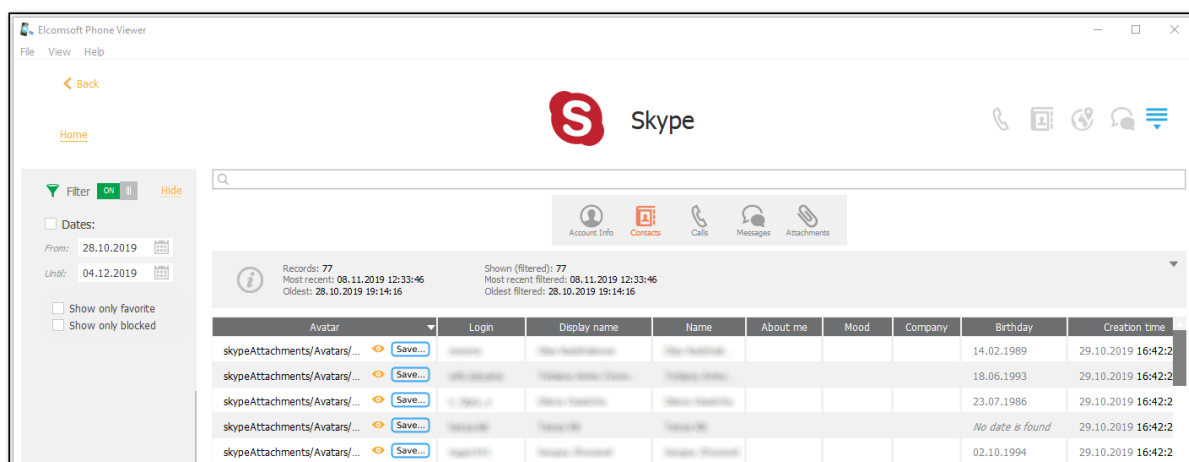 Elcomsoft Phone Viewer
File View Help
Back
S Skype
Home
Filter ON Hide
Dates:
From: 28.10.2019
Until: 04.12.2019
Show only favorite
Show only blocked
Account Info Contacts Calls Messages Attachments
Records: 77 Shown (filtered): 77
Most recent: 08.11.2019 12:33:46 Most recent filtered: 08.11.2019 12:33:46
Oldest: 28.10.2019 19:14:16 Oldest filtered: 28.10.2019 19:14:16
Avatar Login Display name Name About me Mood Company Birthday Creation time
skypeAttachments/Avatars/... Save... 14.02.1989 29.10.2019 16:42:2
skypeAttachments/Avatars/... Save... 18.06.1993 29.10.2019 16:42:2
skypeAttachments/Avatars/... Save... 23.07.1986 29.10.2019 16:42:2
skypeAttachments/Avatars/... Save... No date is found 29.10.2019 16:42:2
skypeAttachments/Avatars/... Save... 02.10.1994 29.10.2019 16:42:2